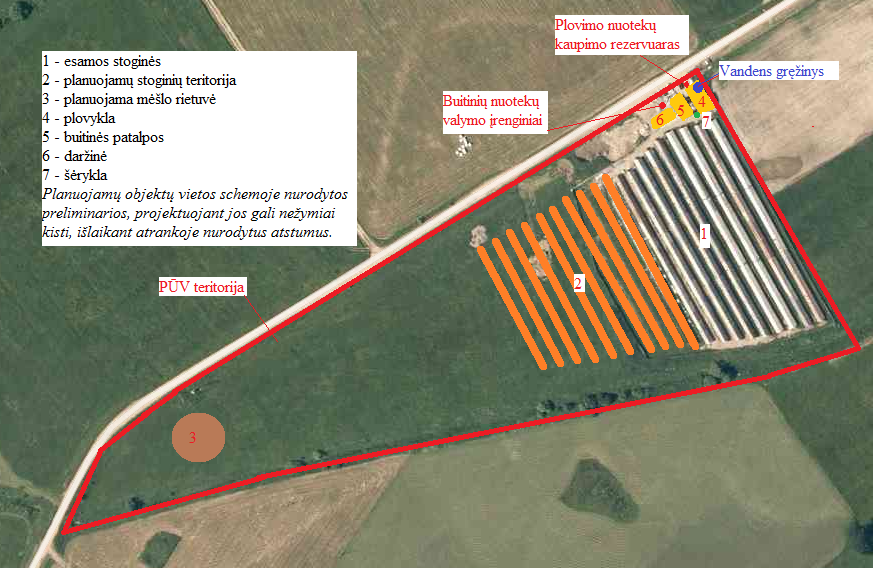 Plovimo nuotekų
kaupimo rezervuaras
Vandens gręžinys
1 - esamos stoginės
2 - planuojamų stoginių teritorija
3 - planuojama mėšlo rietuvė
4 - plovykla
5 - buitinės patalpos
6 - daržinė
7 - šėrykla
Planuojamų objektų vietos schemoje nurodytos
preliminarios, projektuojant jos gali nežymiai
kisti, išlaikant atrankoje nurodytus atstumus.
Buitinių nuotekų
valymo įrenginiai
4
5
6
7
1
2
PŪV teritorija
3